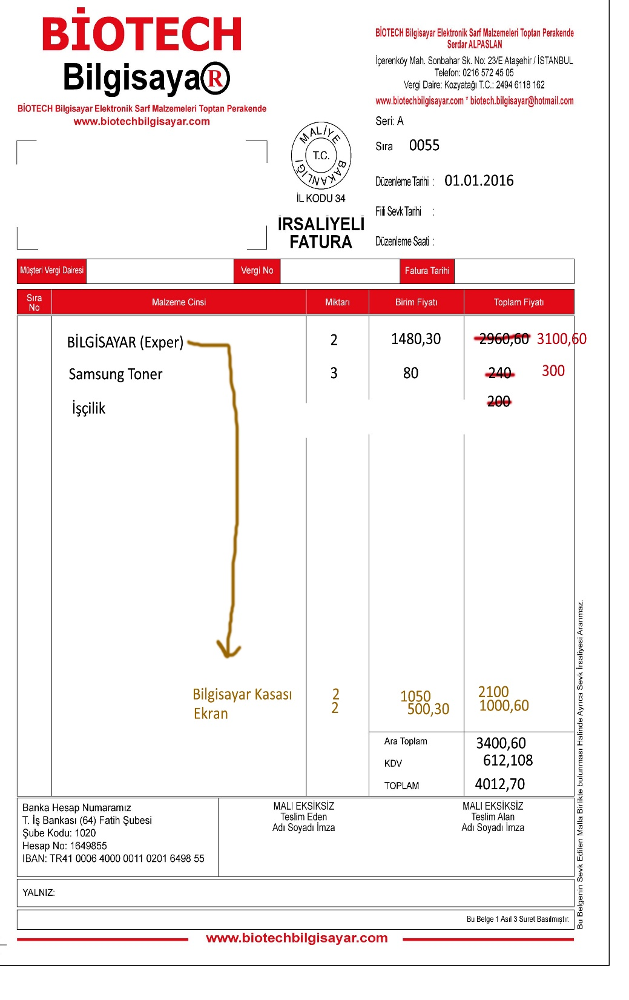 BİOTECH
BilgisayaR
BİOTECH Bilgisayar Elektronik Sarf Malzemeleri Toptan Perakende
www.biotechbilgisayar.com
BİOTECH Bilgisayar Elektronik Sarf Malzemeleri Toptan Perakende
Serdar ALPASLAN
İçerenköy Mah. Sonbahar Sk. No: 23/E Ataşehir / İSTANBUL
Telefon: 0216 572 45 05
Vergi Daire: Kozyatağı T.C.: 2494 6118 162
www.biotechbilgisayar.com * biotech.bilgisayar@hotmail.com
Seri: A
Sıra 0055
Düzenleme Tarihi : 01.01.2016
Fiili Sevk Tarihi :
Düzenleme Saati :
MALİYE BAKANLIĞI
T.C.
İL KODU 34
İRSALİYELİ
FATURA
Müşteri Vergi Dairesi Vergi No Fatura Tarihi
Sıra No Malzeme Cinsi Miktarı Birim Fiyatı Toplam Fiyatı
BİLGİSAYAR (Exper) 2 1480,30 2960,60 3100,60
Samsung Toner 3 80 240 300
İşçilik 200
Bilgisayar Kasası 2 1050 2100
Ekran 2 500,30 1000,60
Ara Toplam 3400,60
KDV 612,108
TOPLAM 4012,70
Banka Hesap Numaramız
T. İş Bankası (64) Fatih Şubesi
Şube Kodu: 1020
Hesap No: 1649855
IBAN: TR41 0006 4000 0011 0201 6498 55
MALI EKSİKSİZ
Teslim Eden
Adı Soyadı İmza
MALI EKSİKSİZ
Teslim Alan
Adı Soyadı İmza
YALNIZ:
Bu Belge 1 Asıl 3 Suret Basılmıştır.
Bu Belgenin Sevk Edilen Malla Birlikte bulunması Halinde Ayrıca Sevk İrsaliyesi Aranmaz.
www.biotechbilgisayar.com